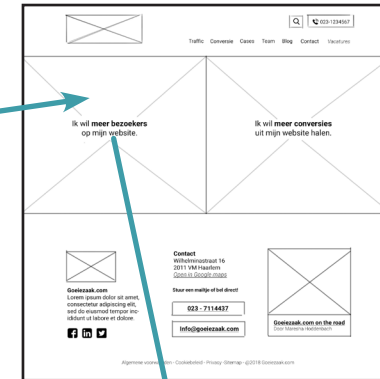 023-1234567
Traffic Conversie Cases Team Blog Contact Vacatures
Ik wil meer bezoekers
op mijn website.
Ik wil meer conversies
uit mijn website halen.
Goeiezaak.com
Lorem ipsum dolor sit amet,
consectetur adipiscing elit,
sed do eiusmod tempor inc-
ididunt ut labore et dolore.
Contact
Wilhelminastraat 16
2011 VM Haarlem
Open in Google maps
Stuur een mailtje of bel direct!
023 - 7114437
Info@goeiezaak.com
Goeiezaak.com on the road
Door Merelma
Algemene voorwaarden - Cookiebeleid - Privacy -Sitemap - @2018 Goeiezaak.com